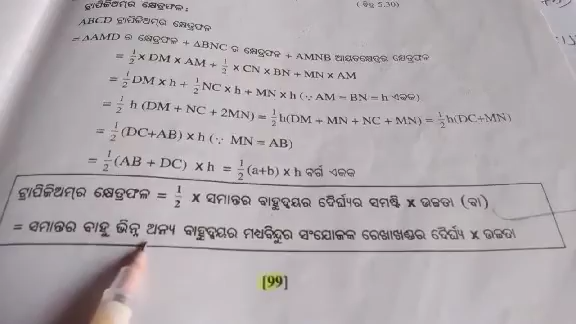 ଟ୍ରାପିଜିଅମ୍‌ର କ୍ଷେତ୍ରଫଳ :
(ଚିତ୍ର 5.30)
ABCD ଟ୍ରାପିଜିଅମ୍‌ର କ୍ଷେତ୍ରଫଳ
= ΔAMD ର କ୍ଷେତ୍ରଫଳ + ΔBNC ର କ୍ଷେତ୍ରଫଳ + AMNB ଆୟତକ୍ଷେତ୍ରର କ୍ଷେତ୍ରଫଳ
= 1/2 x DM x AM + 1/2 x CN x BN + MN x AM
= 1/2 DM x h + 1/2 NC x h + MN x h (∵ AM = BN = h ଏକକ)
= 1/2 h (DM + NC + 2MN) = 1/2 h(DM + MN + NC + MN) = 1/2 h(DC+MN)
= 1/2 (DC+AB) x h (∵ MN = AB)
= 1/2 (AB + DC) x h = 1/2 (a+b) x h ବର୍ଗ ଏକକ
ଟ୍ରାପିଜିଅମ୍‌ର କ୍ଷେତ୍ରଫଳ = 1/2 x ସମାନ୍ତର ବାହୁଦ୍ୱୟର ଦୈର୍ଘ୍ୟର ସମଷ୍ଟି x ଉଚ୍ଚତା (ବା)
= ସମାନ୍ତର ବାହୁ ଭିନ୍ନ ଅନ୍ୟ ବାହୁଦ୍ୱୟର ମଧ୍ୟବିନ୍ଦୁର ସଂଯୋଜକ ରେଖାଖଣ୍ଡର ଦୈର୍ଘ୍ୟ x ଉଚ୍ଚତା
[99]